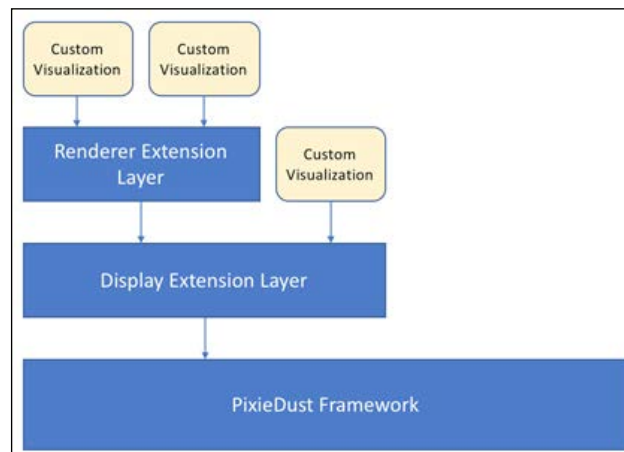 Custom
Visualization
Custom
Visualization
Renderer Extension
Layer
Custom
Visualization
Display Extension Layer
PixieDust Framework